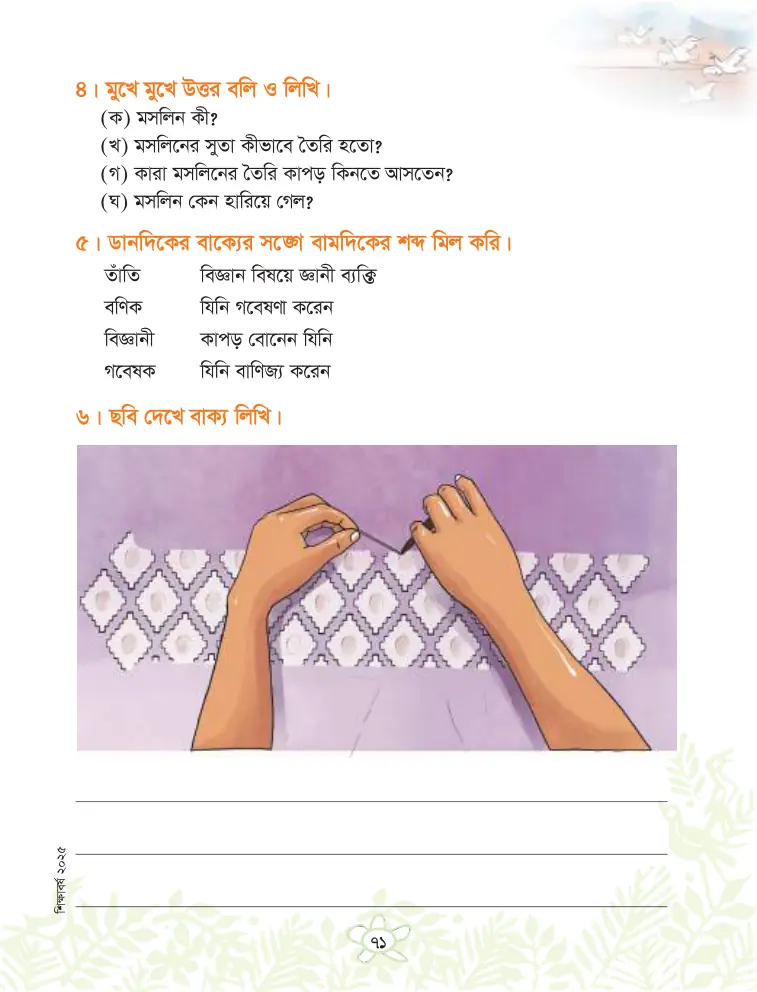 ৪। মুখে মুখে উত্তর বলি ও লিখি।
(ক) মসলিন কী?
(খ) মসলিনের সুতা কীভাবে তৈরি হতো?
(গ) কারা মসলিনের তৈরি কাপড় কিনতে আসতেন?
(ঘ) মসলিন কেন হারিয়ে গেল?
৫। ডানদিকের বাক্যের সঙ্গে বামদিকের শব্দ মিল করি।
তাঁতি বিজ্ঞান বিষয়ে জ্ঞানী ব্যক্তি
বণিক যিনি গবেষণা করেন
বিজ্ঞানী কাপড় বোনেন যিনি
গবেষক যিনি বাণিজ্য করেন
৬। ছবি দেখে বাক্য লিখি।
শিক্ষাবর্ষ ২০২৫
৭১